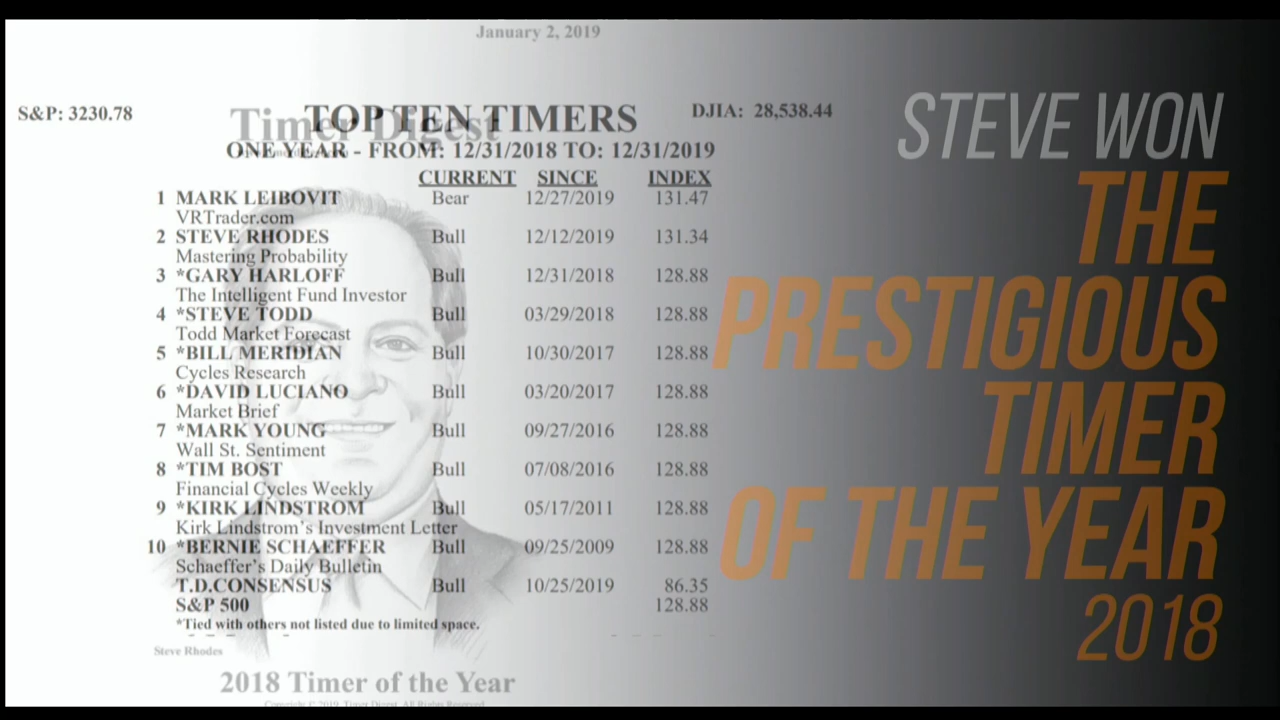 January 2, 2019
S&P: 3230.78
Timer Digest
TOP TEN TIMERS
DJIA: 28,538.44
ONE YEAR - FROM: 12/31/2018 TO: 12/31/2019
CURRENT SINCE INDEX
1 MARK LEIBOVIT Bear 12/27/2019 131.47
VRTrader.com
2 STEVE RHODES Bull 12/12/2019 131.34
Mastering Probability
3 *GARY HARLOFF Bull 12/31/2018 128.88
The Intelligent Fund Investor
4 *STEVE TODD Bull 03/29/2018 128.88
Todd Market Forecast
5 *BILL MERIDIAN Bull 10/30/2017 128.88
Cycles Research
6 *DAVID LUCIANO Bull 03/20/2017 128.88
Market Brief
7 *MARK YOUNG Bull 09/27/2016 128.88
Wall St. Sentiment
8 *TIM BOST Bull 07/08/2016 128.88
Financial Cycles Weekly
9 *KIRK LINDSTROM Bull 05/17/2011 128.88
Kirk Lindstrom's Investment Letter
10 *BERNIE SCHAEFFER Bull 09/25/2009 128.88
Schaeffer's Daily Bulletin
T.D.CONSENSUS Bull 10/25/2019 86.35
S&P 500 128.88
*Tied with others not listed due to limited space.
Steve Rhodes
2018 Timer of the Year
Copyright © 2019, Timer Digest, All Rights Reserved
STEVE WON
THE
PRESTIGIOUS
TIMER
OF THE YEAR
2018